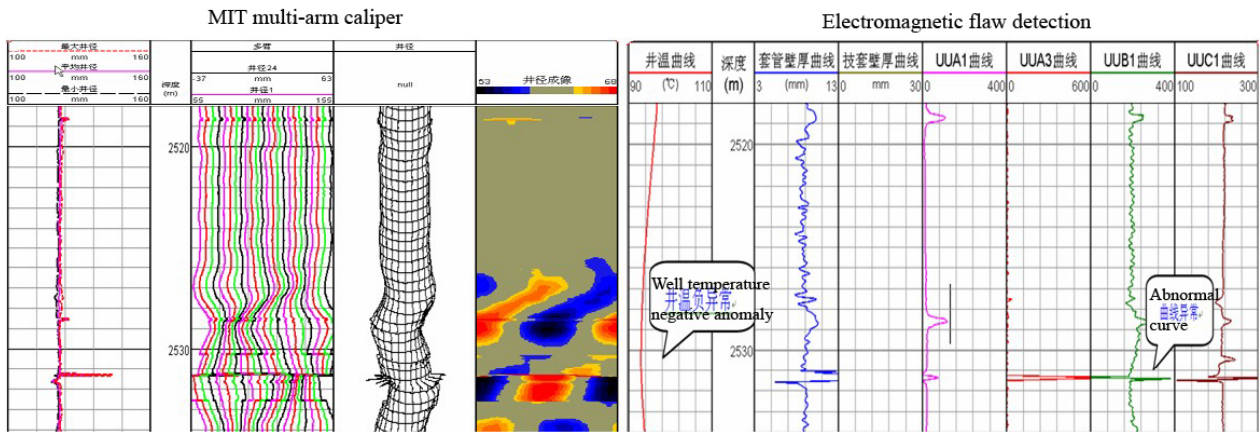 MIT multi-arm caliper
最大井径
100 mm 160
平均井径
100 mm 160
最小井径
100 mm 160
深度
(m)
2520
2530
多臂
井径24
-37 mm 63
井径1
55 mm 155
井径
null
井径成像
53 68
Electromagnetic flaw detection
井温曲线
90 (℃) 110
深度
(m)
2520
2530
套管壁厚曲线
3 (mm) 13
技套壁厚曲线
10 mm 30
UUA1曲线
0 400
UUA3曲线
0 6000
UUB1曲线
0 400
UUC1曲线
100 300
Well temperature
井温负异常
negative anomaly
Abnormal
曲线异常
curve